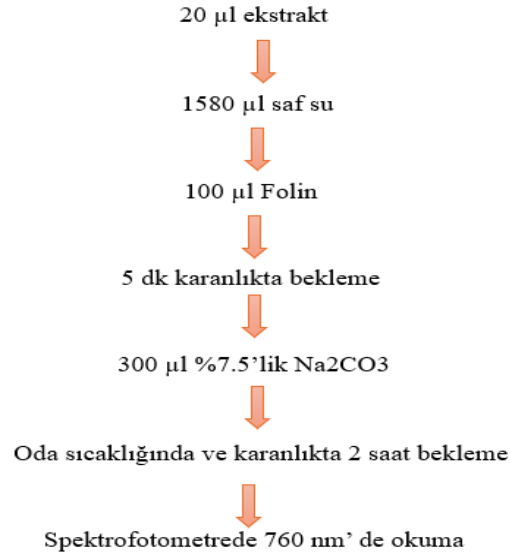 20 µl ekstrakt
1580 µl saf su
100 µl Folin
5 dk karanlıkta bekleme
300 µl %7.5’lik Na2CO3
Oda sıcaklığında ve karanlıkta 2 saat bekleme
Spektrofotometrede 760 nm’ de okuma